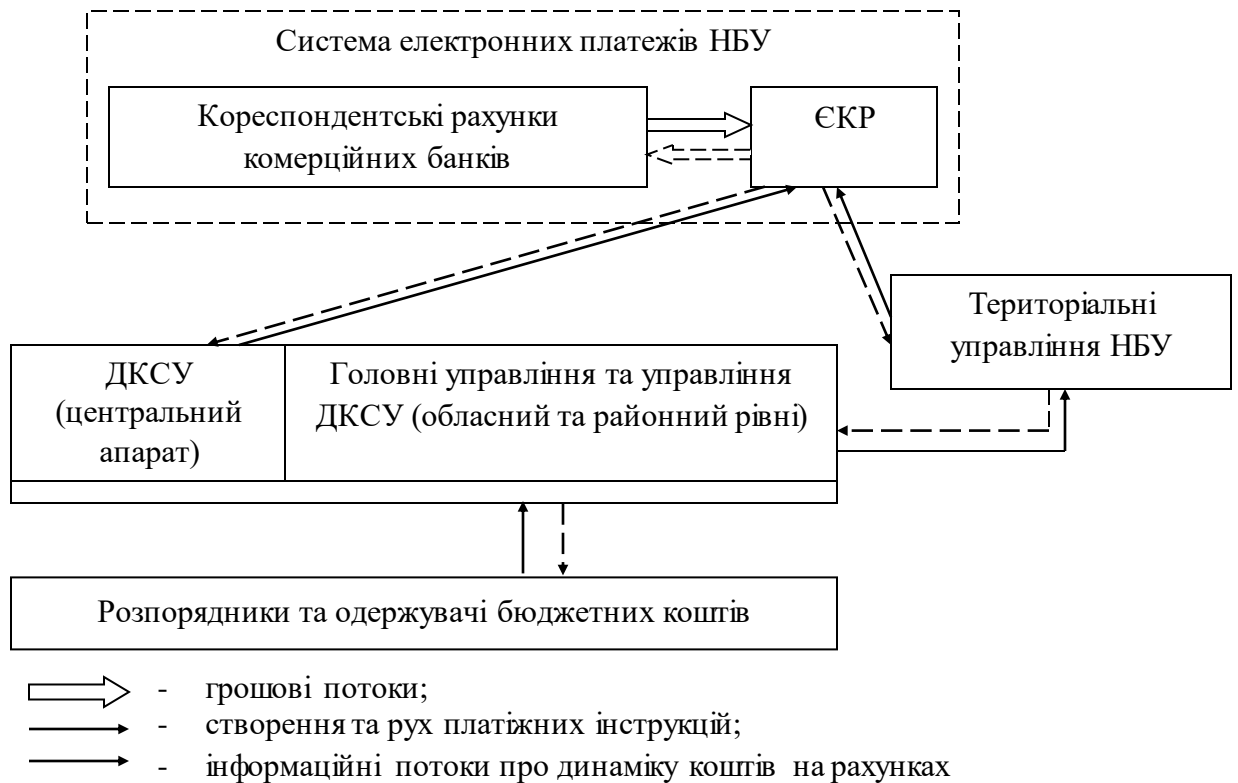 Система електронних платежів НБУ
Кореспондентські рахунки
комерційних банків
ЄКР
Територіальні
управління НБУ
ДКСУ
(центральний
апарат)
Головні управління та управління
ДКСУ (обласний та районний рівні)
Розпорядники та одержувачі бюджетних коштів
- грошові потоки;
- створення та рух платіжних інструкцій;
- інформаційні потоки про динаміку коштів на рахунках